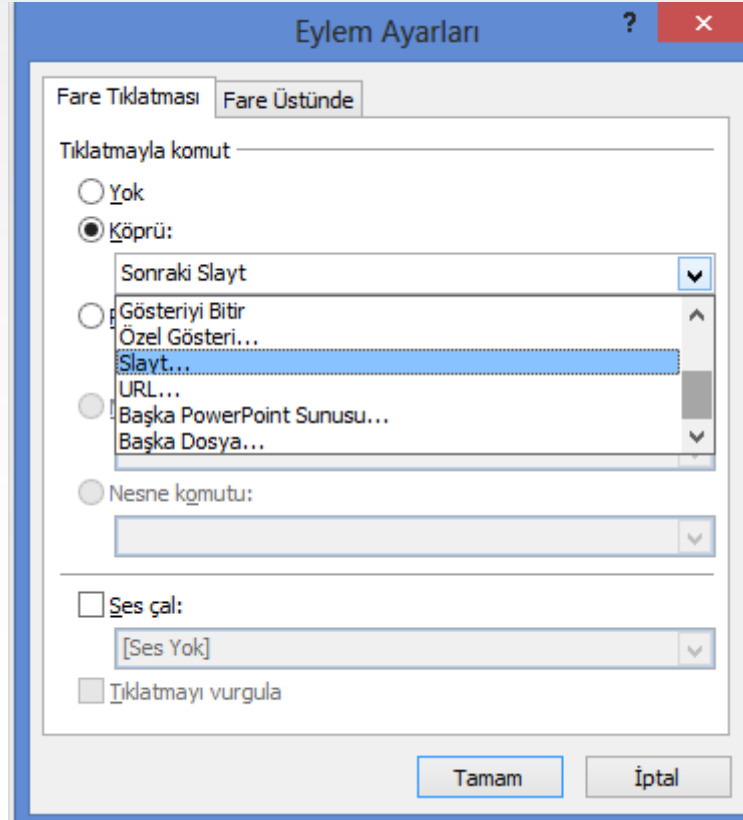 Eylem Ayarları ?
Fare Tıklatması Fare Üstünde
Tıklatmayla komut
Yok
Köprü:
Sonraki Slayt
Gösteriyi Bitir
Özel Gösteri...
Slayt...
URL...
Başka PowerPoint Sunusu...
Başka Dosya...
Nesne komutu:
Ses çal:
[Ses Yok]
Tıklatmayı vurgula
Tamam İptal